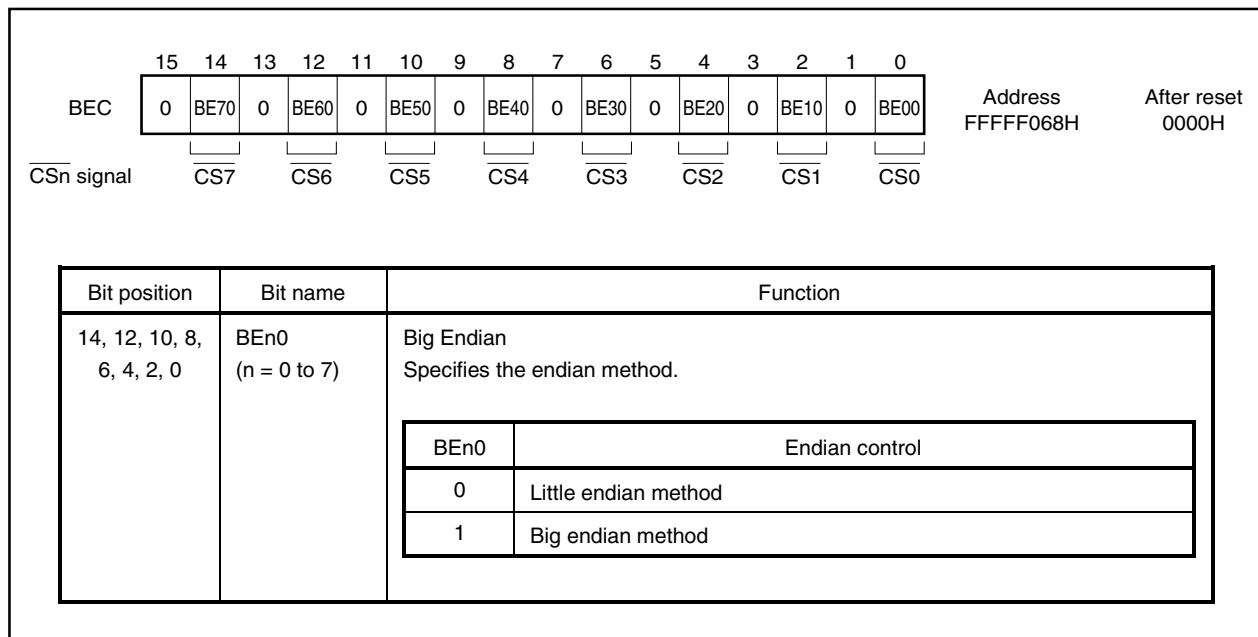 15 14 13 12 11 10 9 8 7 6 5 4 3 2 1 0
BEC 0 BE70 0 BE60 0 BE50 0 BE40 0 BE30 0 BE20 0 BE10 0 BE00 Address After reset
FFFFF068H 0000H
CSn signal CS7 CS6 CS5 CS4 CS3 CS2 CS1 CS0
Bit position Bit name Function
14, 12, 10, 8, BEn0 Big Endian
6, 4, 2, 0 (n = 0 to 7) Specifies the endian method.
BEn0 Endian control
0 Little endian method
1 Big endian method